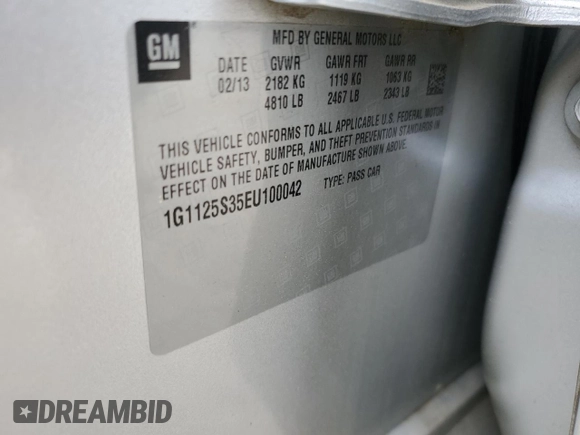 GM
MFD BY GENERAL MOTORS LLC
DATE GVWR GAWR FRT GAWR RR
02/13 2182 KG 1119 KG 1063 KG
4810 LB 2467 LB 2343 LB
THIS VEHICLE CONFORMS TO ALL APPLICABLE U.S. FEDERAL MOTOR
VEHICLE SAFETY, BUMPER, AND THEFT PREVENTION STANDARDS IN
EFFECT ON THE DATE OF MANUFACTURE SHOWN ABOVE.
1G1125S35EU100042 TYPE: PASS CAR
DREAMBID